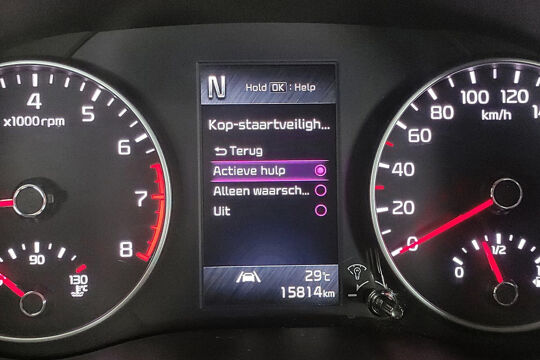 4
5
6
7
8
x1000rpm
90
130
°C
N
Hold OK : Help
Kop-staartveiligh...
Terug
Actieve hulp
Alleen waarsch...
Uit
29°C
15814km
0
20
40
60
80
100
120
km/h
0
1/2